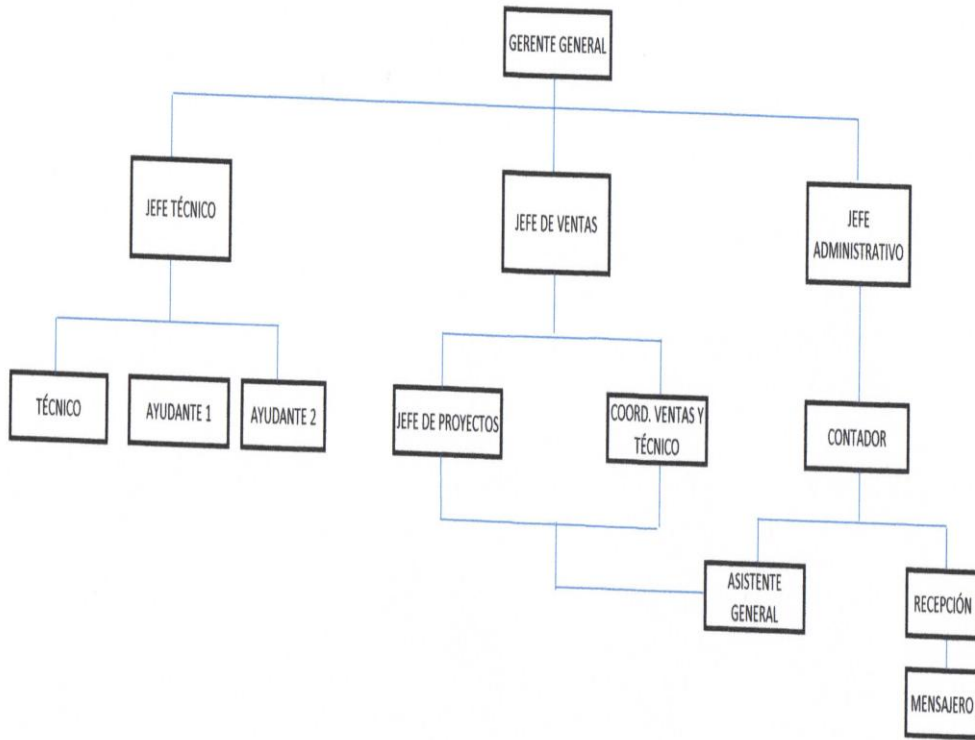 GERENTE GENERAL
JEFE TÉCNICO
JEFE DE VENTAS
JEFE
ADMINISTRATIVO
TÉCNICO
AYUDANTE 1
AYUDANTE 2
JEFE DE PROYECTOS
COORD. VENTAS Y
TÉCNICO
CONTADOR
ASISTENTE
GENERAL
RECEPCIÓN
MENSAJERO